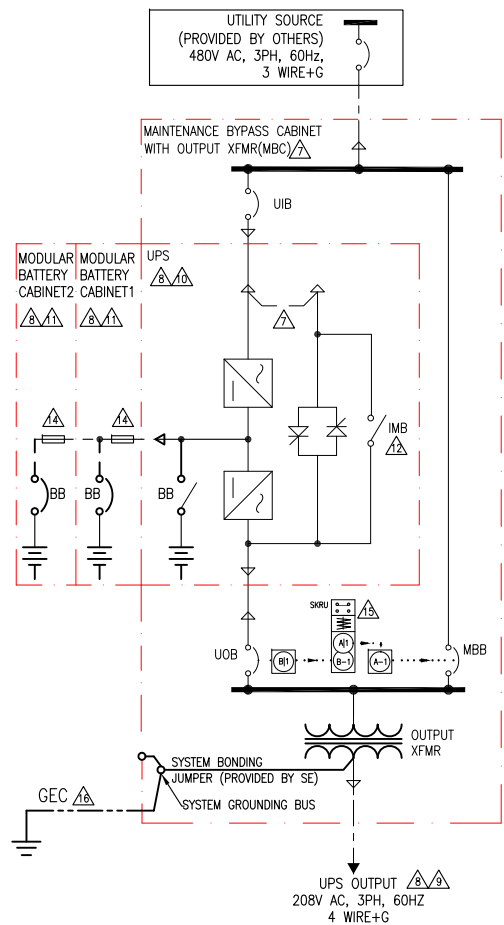 UTILITY SOURCE
(PROVIDED BY OTHERS)
480V AC, 3PH, 60Hz,
3 WIRE+G
MAINTENANCE BYPASS CABINET
WITH OUTPUT XFMR(MBC) 7
UIB
MODULAR
BATTERY
CABINET2
8 11
MODULAR
BATTERY
CABINET1
8 11
UPS
8 10
7
14
14
IMB
12
BB
BB
BB
SKRU
15
A|1
UOB
B|1
B-1
A-1
MBB
OUTPUT
XFMR
SYSTEM BONDING
JUMPER (PROVIDED BY SE)
GEC 16
SYSTEM GROUNDING BUS
UPS OUTPUT 8 9
208V AC, 3PH, 60HZ
4 WIRE+G